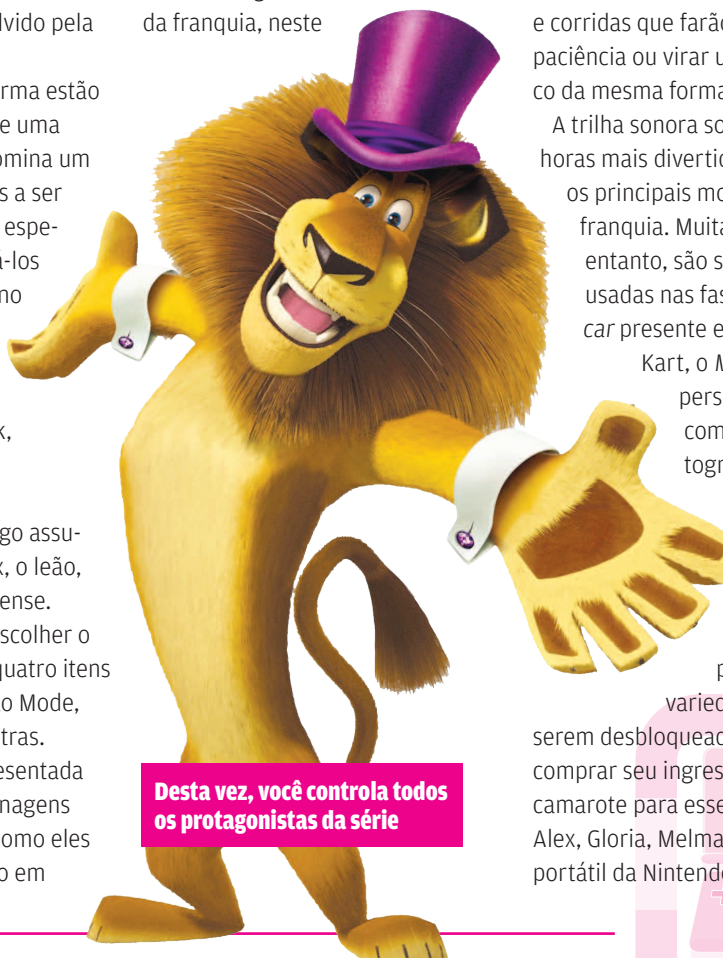 lvido pela
rma estão
e uma
omina um
s a ser
espe-
-los
no
k,
go assu-
x, o leão,
ense.
scolher o
quatro itens
o Mode,
tras.
esentada
nagens
omo eles
o em
da franquia, neste
Desta vez, você controla todos
os protagonistas da série
e corridas que farão
paciência ou virar u
co da mesma forma
A trilha sonora so
horas mais divertid
os principais mo
franquia. Muita
entanto, são s
usadas nas fas
car presente e
Kart, o M
pers
com
togr
p
varied
serem desbloquead
comprar seu ingres
camarote para esse
Alex, Gloria, Melma
portátil da Nintendo